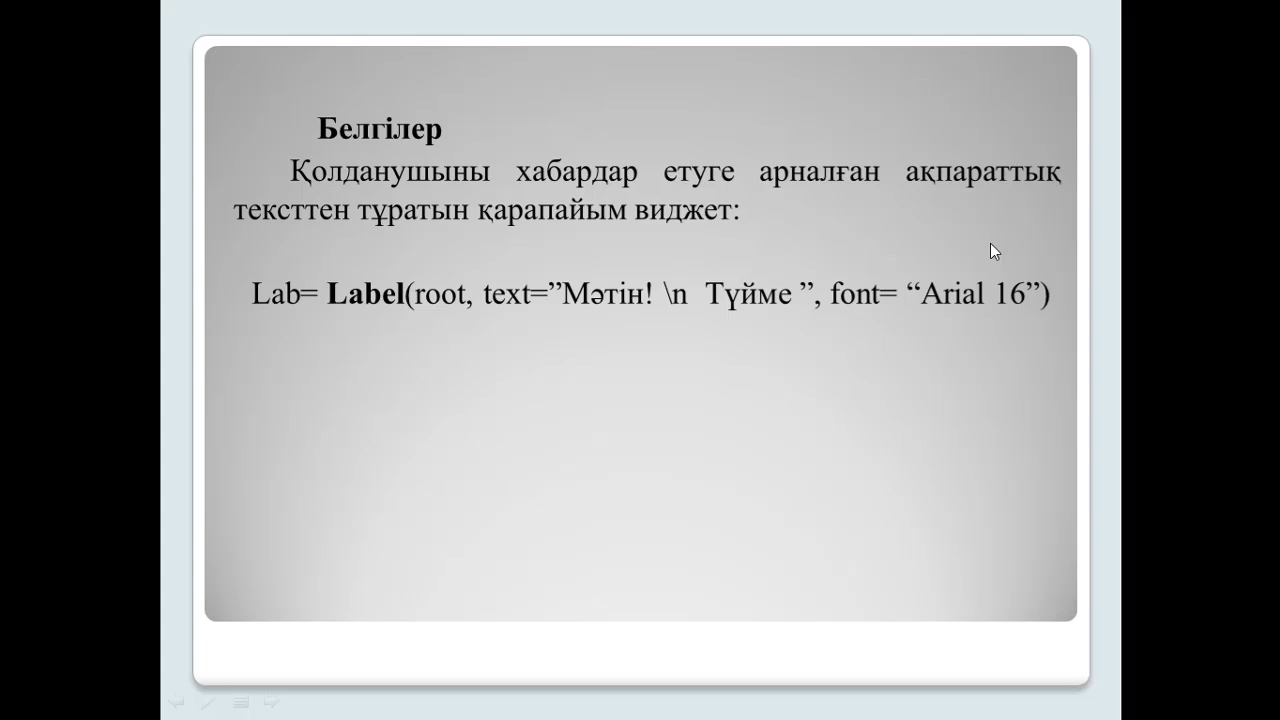 Белгілер
Қолданушыны хабардар етуге арналған ақпараттық
тексттен тұратын қарапайым виджет:
Lab= Label(root, text=”Мәтін! \n  Түйме ”, font= “Arial 16”)